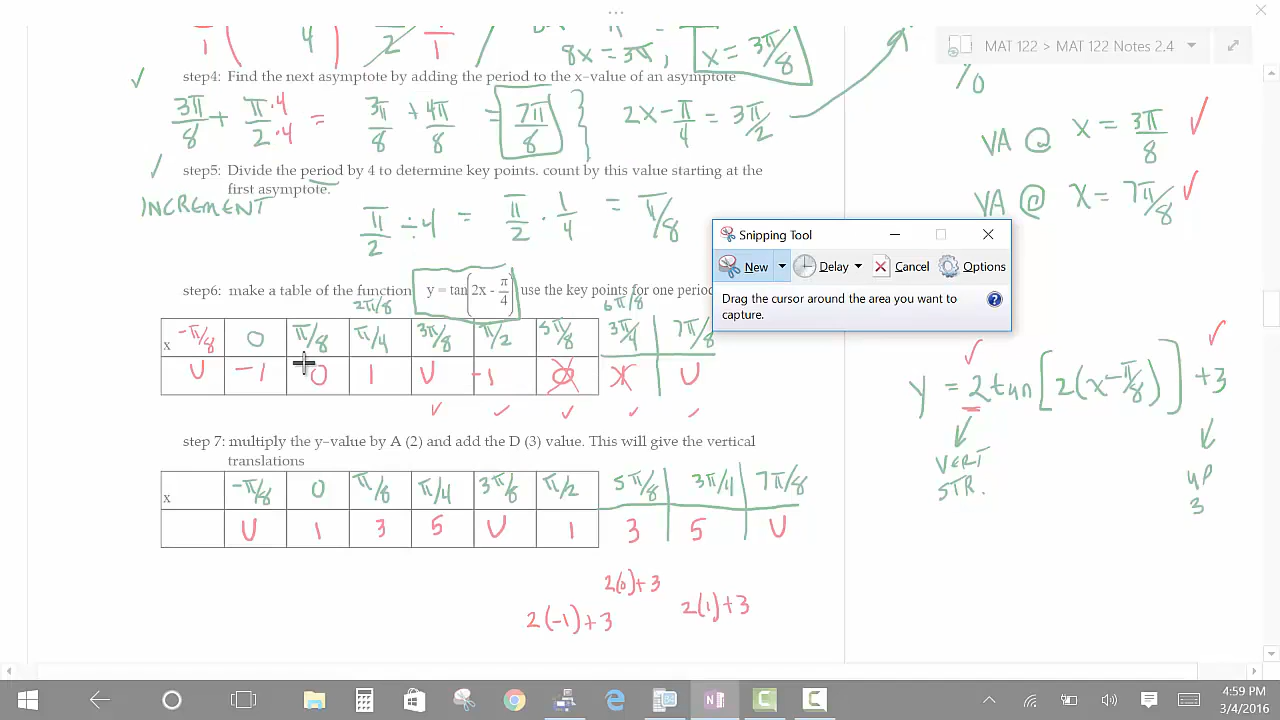 MAT 122 > MAT 122 Notes 2.4
8x = 3π, x = 3π/8
✓ step4: Find the next asymptote by adding the period to the x-value of an asymptote
3π/8 + π/2 ·4/·4 = 3π/8 + 4π/8 = 7π/8 } 2x - π/4 = 3π/2
VA @ x = 3π/8 ✓
✓ step5: Divide the period by 4 to determine key points. count by this value starting at the
first asymptote.
INCREMENT
π/2 ÷ 4 = π/2 · 1/4 = π/8
VA @ x = 7π/8 ✓
Snipping Tool
New Delay Cancel Options
Drag the cursor around the area you want to
capture.
step6: make a table of the function y = tan(2x - π/4) use the key points for one period
2π/8 6π/8
x -π/8 0 π/8 π/4 3π/8 π/2 5π/8 3π/4 7π/8
U -1 0 1 U -1 0 U
y = 2 tan[2(x - π/8)] + 3
VERT
STR.
UP
3
step 7: multiply the y-value by A (2) and add the D (3) value. This will give the vertical
translations
x -π/8 0 π/8 π/4 3π/8 π/2 5π/8 3π/4 7π/8
U 1 3 5 U 1 3 5 U
2(0)+3
2(-1)+3 2(1)+3
4:59 PM
3/4/2016